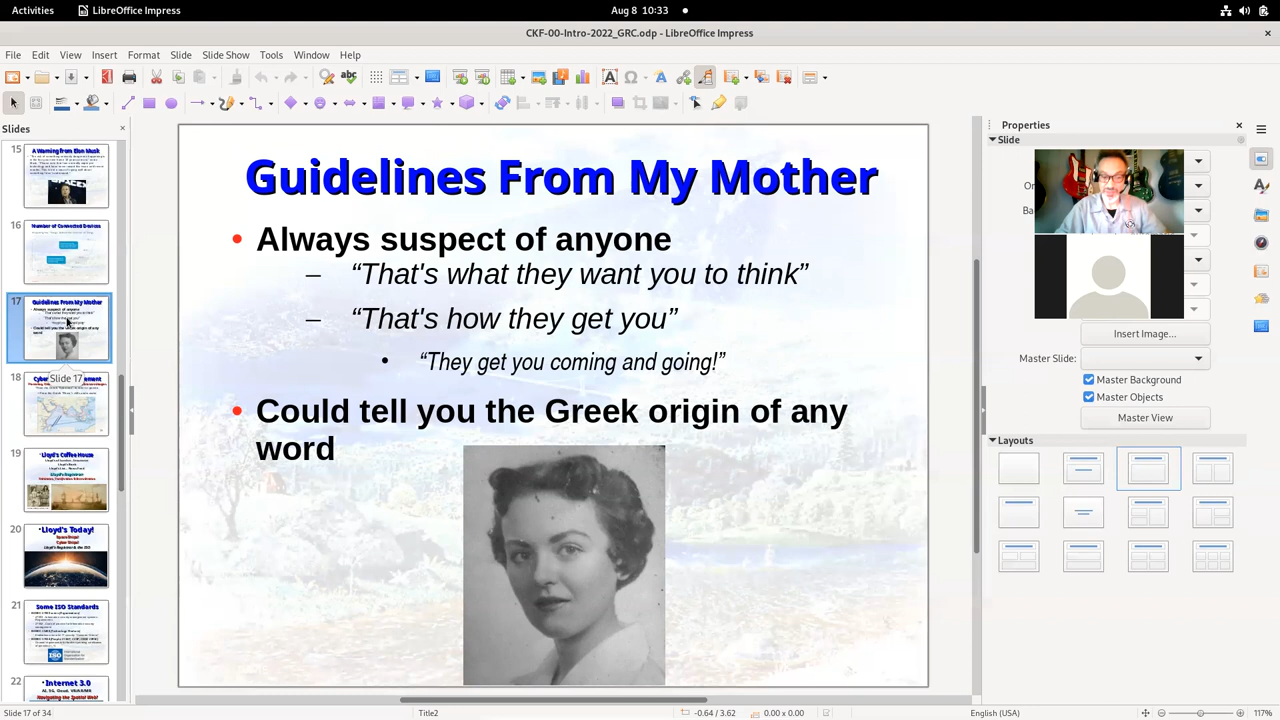 Activities
LibreOffice Impress
Aug 8 10:33
CKF-00-Intro-2022_GRC.odp - LibreOffice Impress
File Edit View Insert Format Slide Slide Show Tools Window Help
Slides
Properties
Slide
15
A Warning from Elon Musk
16
Number of Connected Devices
17
Guidelines From My Mother
Slide 17
18
19
Lloyd's Coffee House
20
Lloyd's Today!
21
Some ISO Standards
22
Internet 3.0
Guidelines From My Mother
• Always suspect of anyone
– “That's what they want you to think”
– “That's how they get you”
• “They get you coming and going!”
• Could tell you the Greek origin of any
word
Insert Image...
Master Slide:
Master Background
Master Objects
Master View
Layouts
Slide 17 of 34
Title2
-0.64 / 3.62
0.00 x 0.00
English (USA)
117%